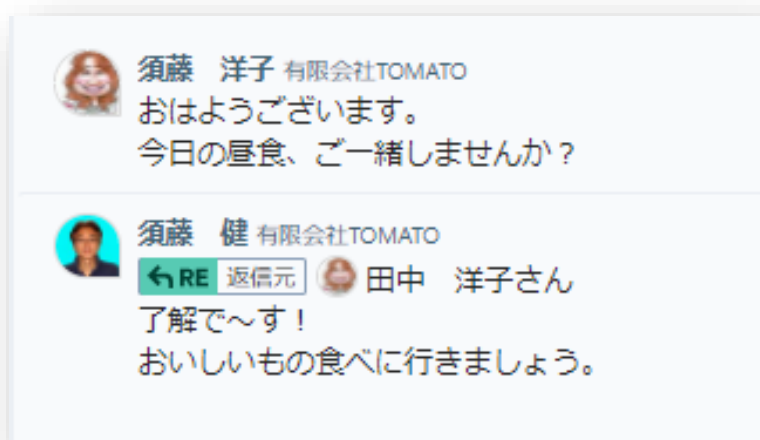 須藤　洋子 有限会社TOMATO
おはようございます。
今日の昼食、ご一緒しませんか？
須藤　健 有限会社TOMATO
RE 返信元 田中　洋子さん
了解で～す！
おいしいもの食べに行きましょう。